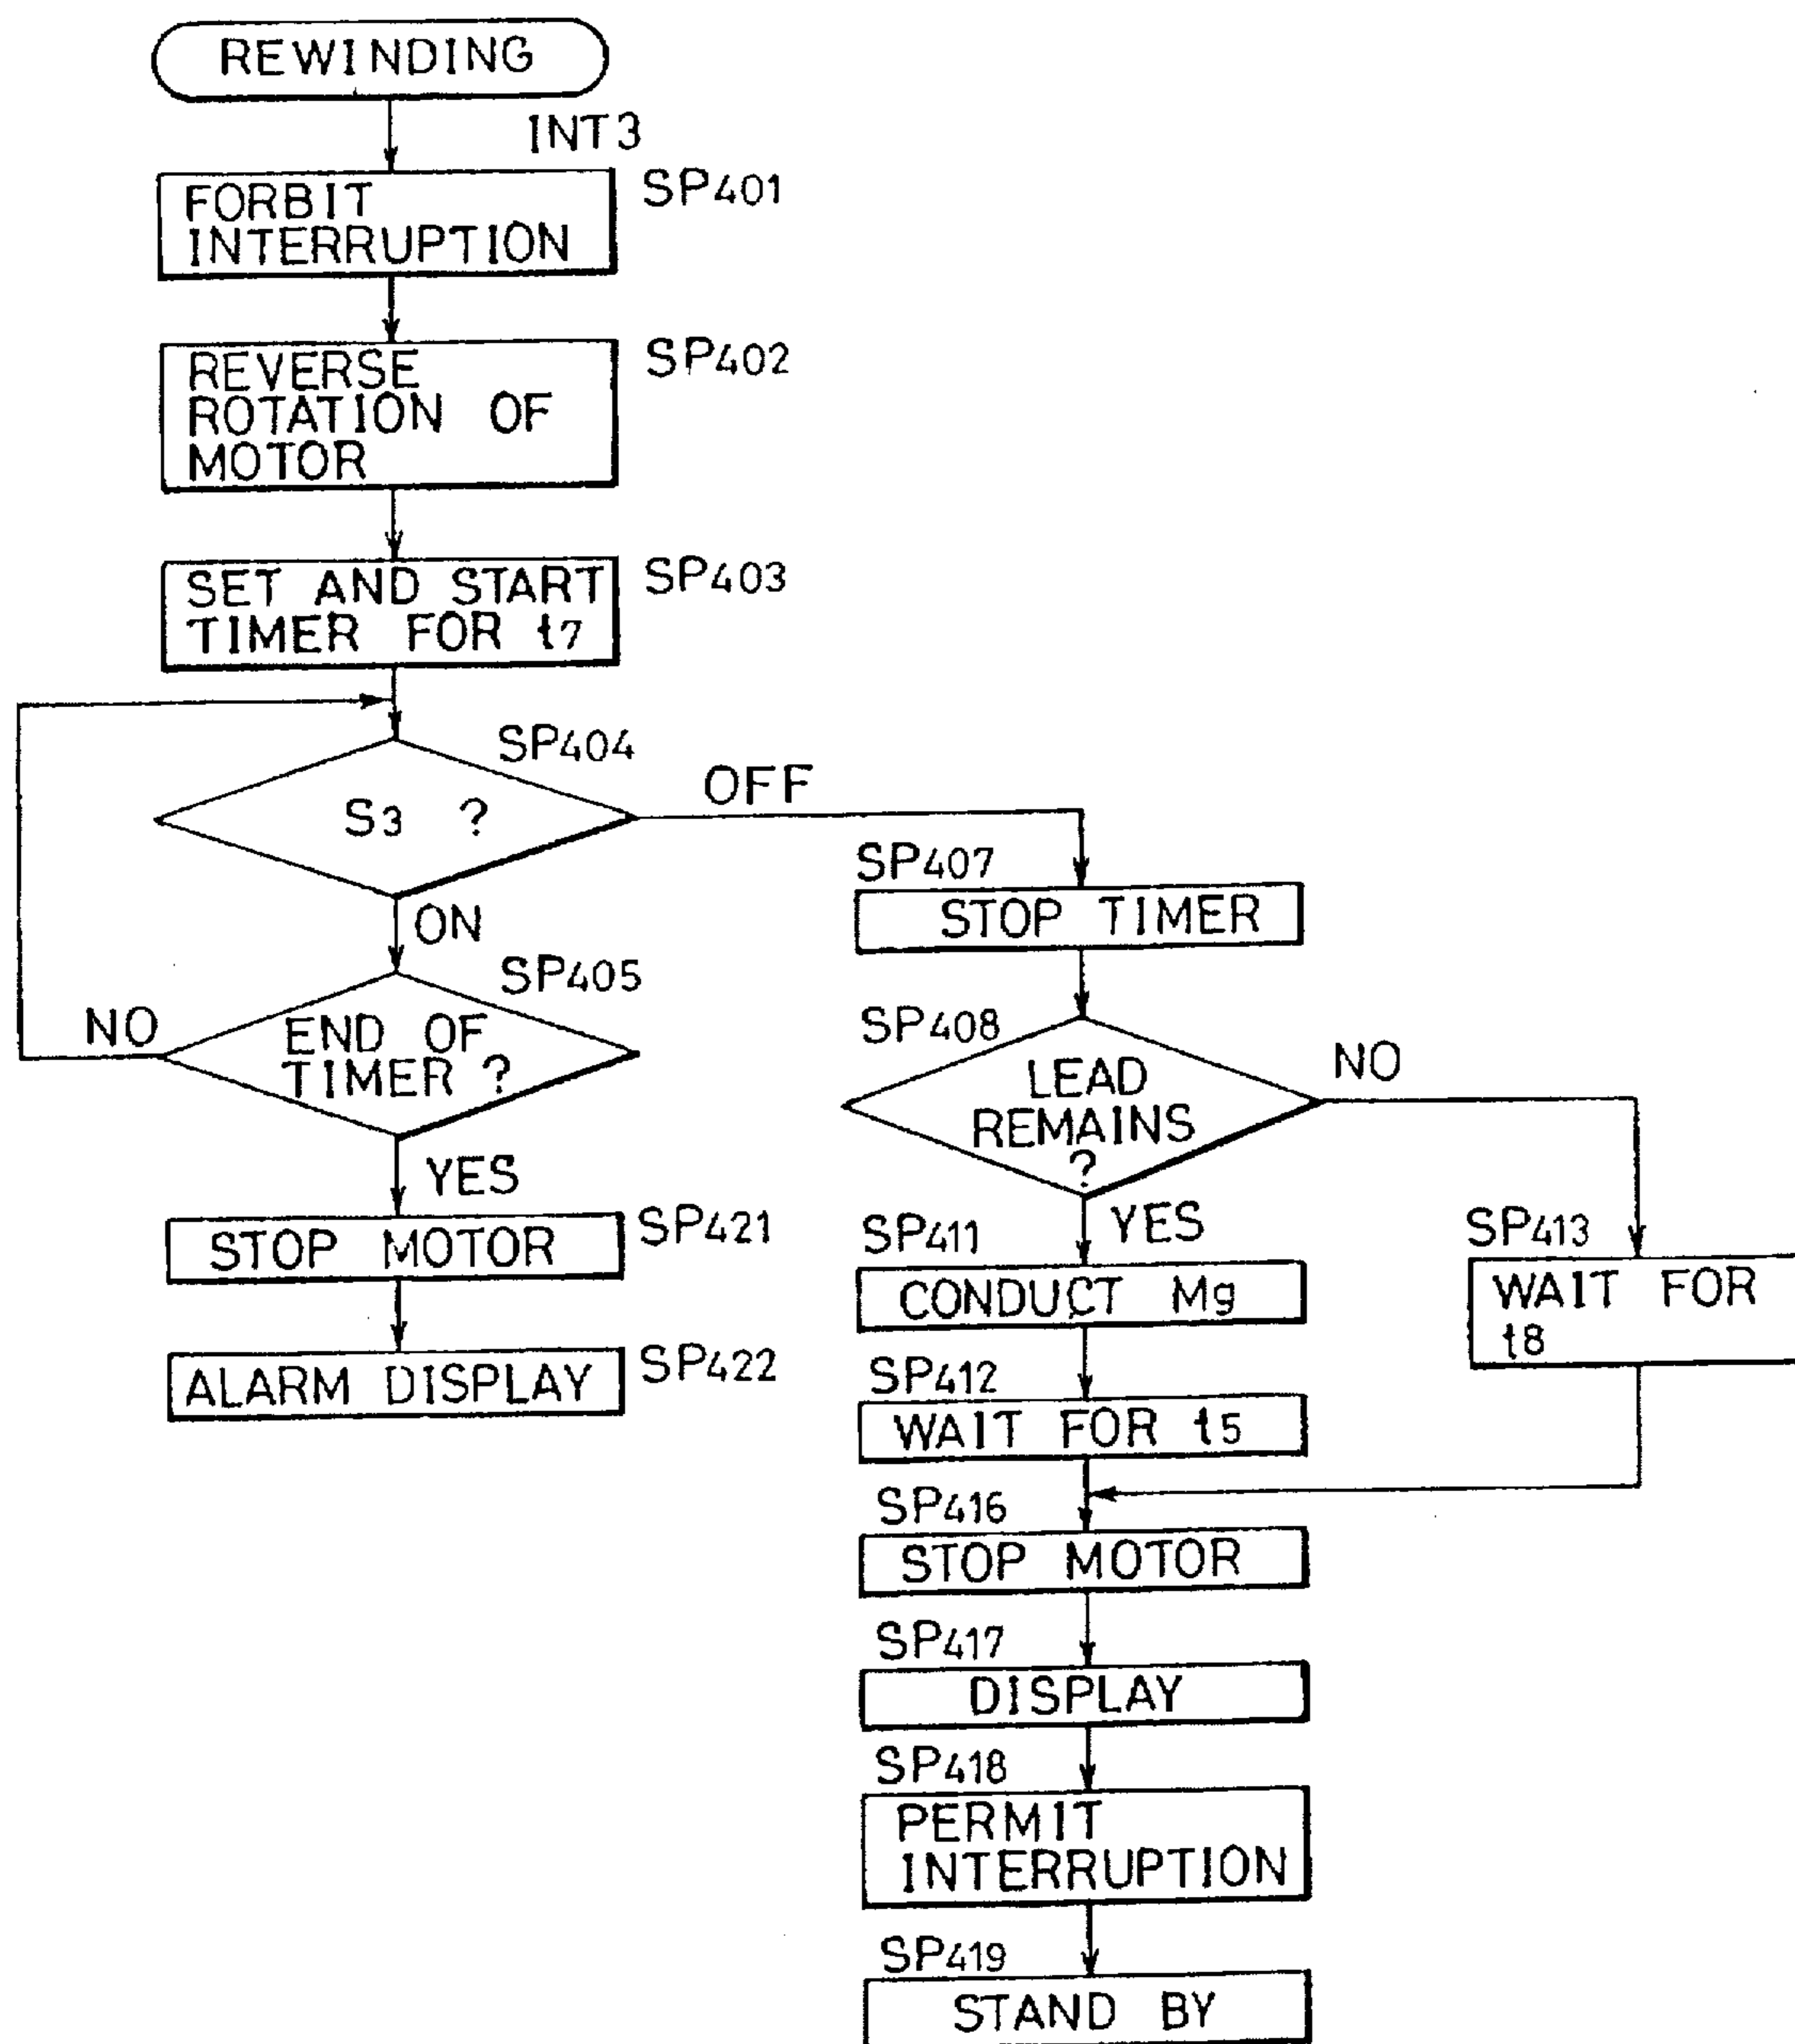 REWINDING
INT3
SP401
FORBIT
INTERRUPTION
SP402
REVERSE
ROTATION OF
MOTOR
SP403
SET AND START
TIMER FOR t7
SP404
S3 ?
OFF
ON
SP405
END OF
TIMER ?
NO
YES
SP421
STOP MOTOR
SP422
ALARM DISPLAY
SP407
STOP TIMER
SP408
LEAD
REMAINS
?
NO
YES
SP411
CONDUCT Mg
SP413
WAIT FOR
t8
SP412
WAIT FOR t5
SP416
STOP MOTOR
SP417
DISPLAY
SP418
PERMIT
INTERRUPTION
SP419
STAND BY